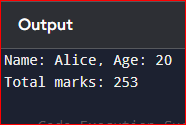 Output
Name: Alice, Age: 20
Total marks: 253